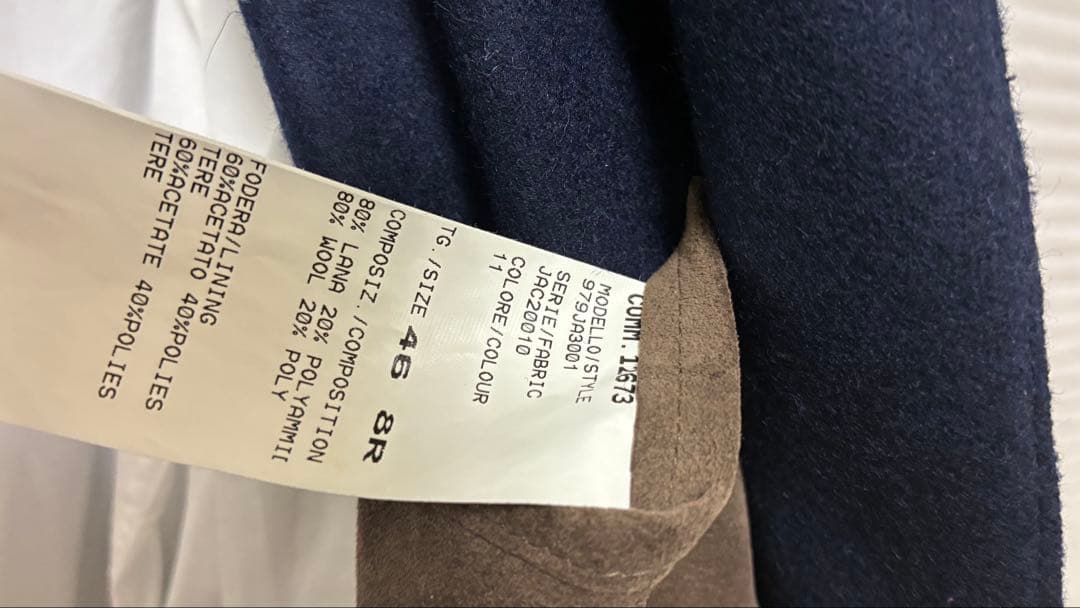 COMM. 11673
MODELLO/STYLE
979JA3001
SERIE/FABRIC
JAC20010
COLORE/COLOUR
11
TG./SIZE 46 8R
COMPOSIZ./COMPOSITION
80% LANA 20% POLYAMMII
80% WOOL 20% POLY
FODERA/LINING
60%ACETATO 40%POLIES
TERE
60%ACETATE 40%POLIES
TERE